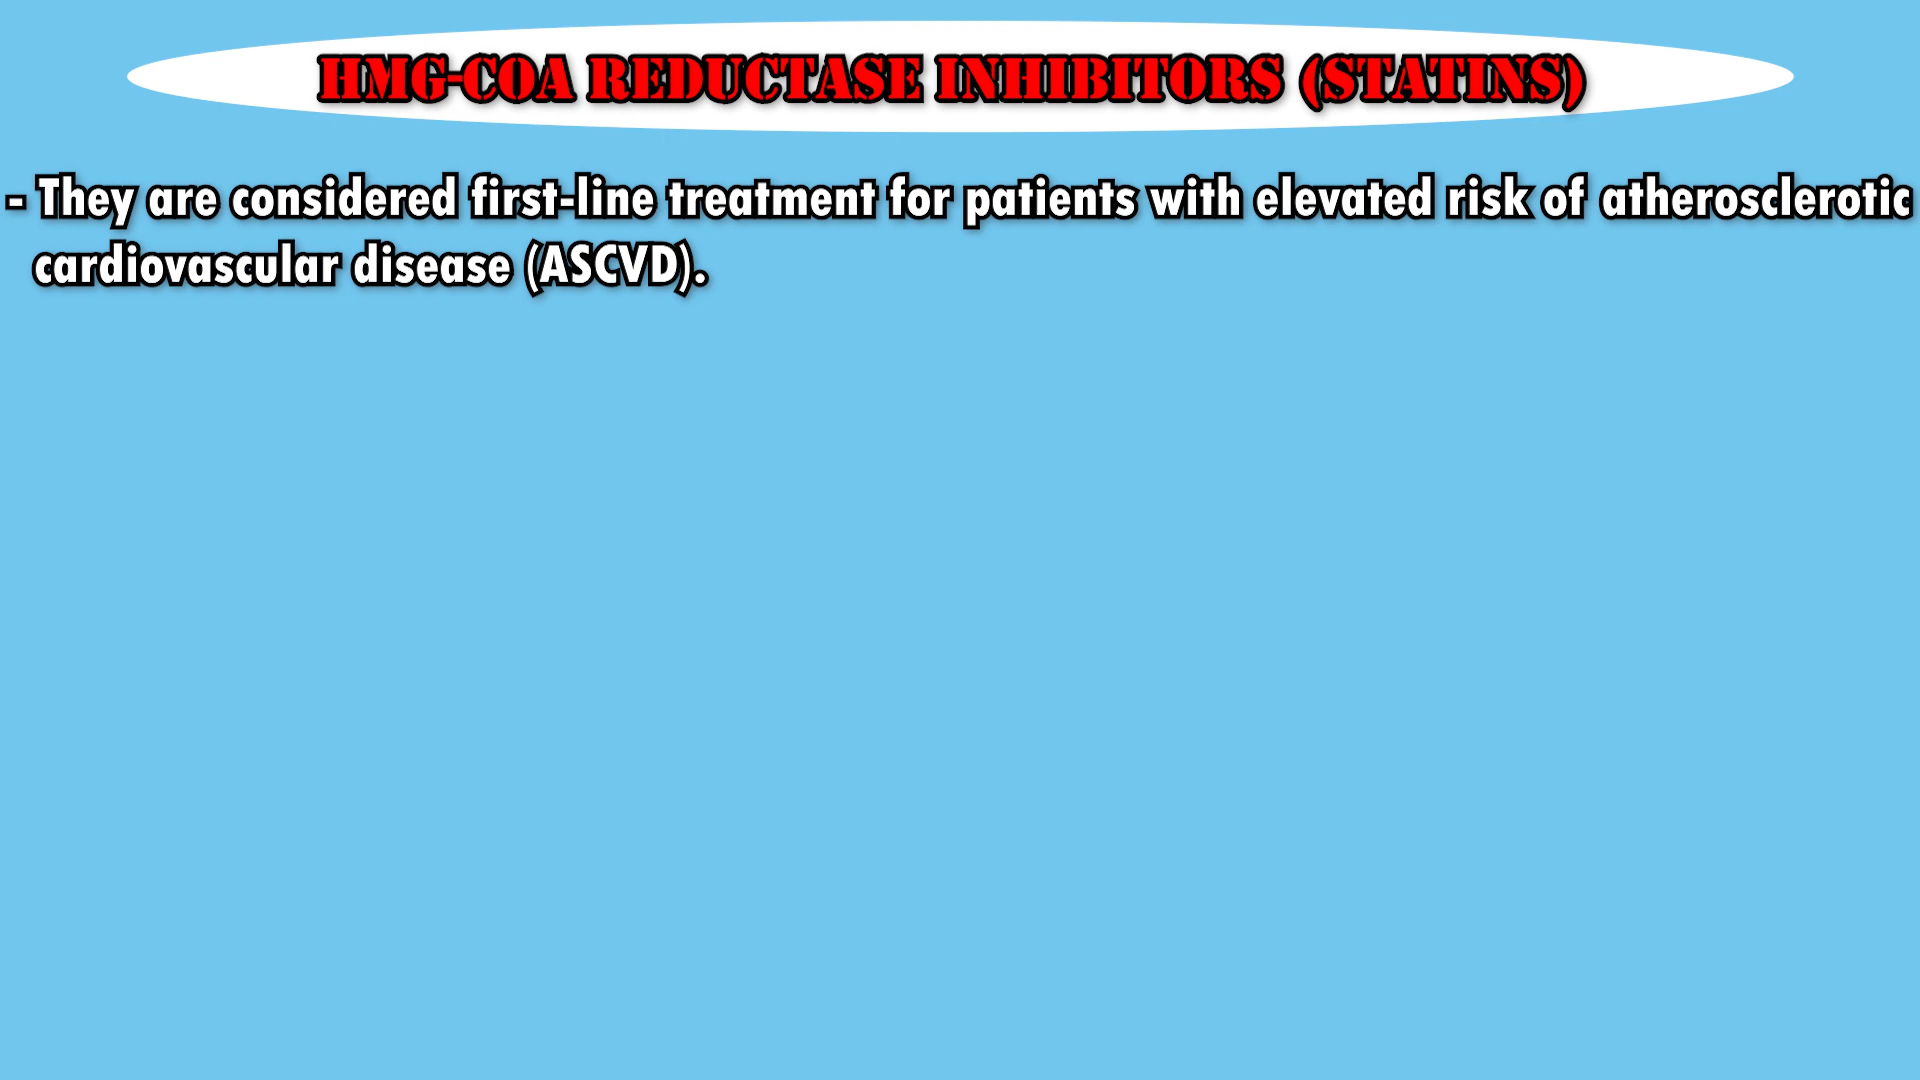 HMG-COA REDUCTASE INHIBITORS (STATINS)
- They are considered first-line treatment for patients with elevated risk of atherosclerotic
cardiovascular disease (ASCVD).